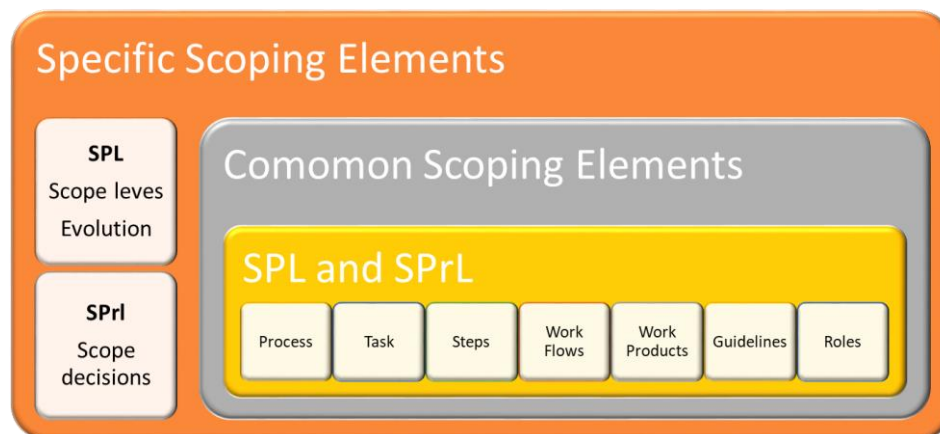 Specific Scoping Elements
SPL
Scope leves
Evolution
SPrl
Scope
decisions
Comomon Scoping Elements
SPL and SPrL
Process
Task
Steps
Work
Flows
Work
Products
Guidelines
Roles